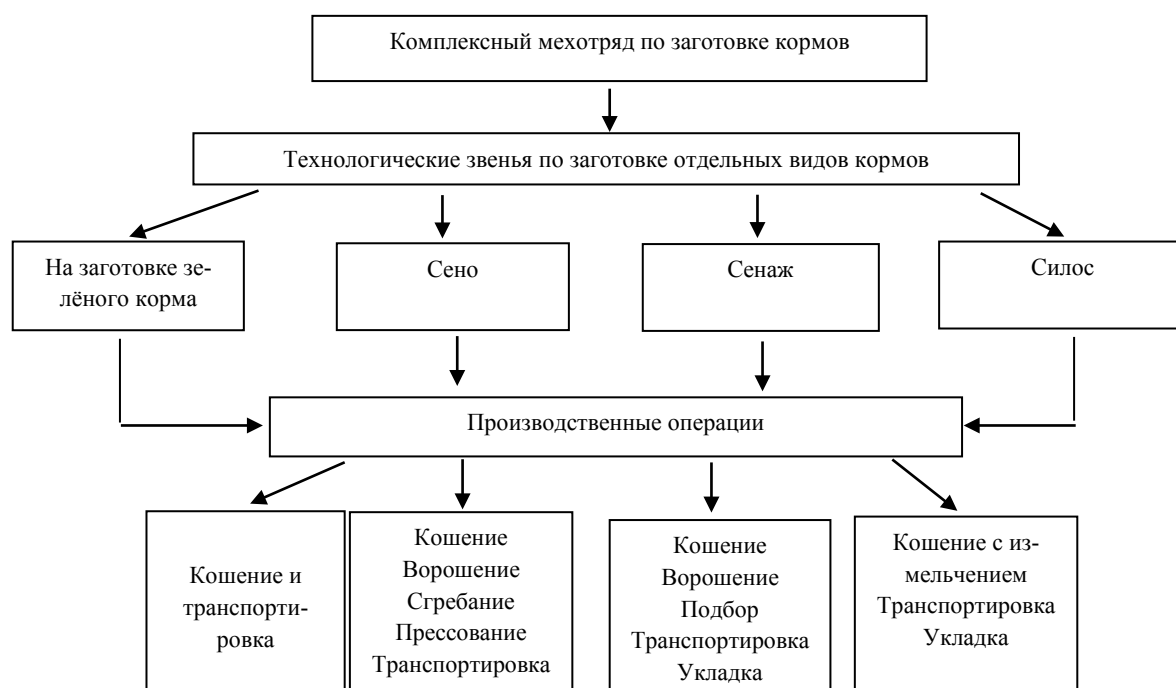 Комплексный мехотряд по заготовке кормов
Технологические звенья по заготовке отдельных видов кормов
На заготовке зе-
лёного корма
Сено
Сенаж
Силос
Производственные операции
Кошение и
транспорти-
ровка
Кошение
Ворошение
Сгребание
Прессование
Транспортировка
Кошение
Ворошение
Подбор
Транспортировка
Укладка
Кошение с из-
мельчением
Транспортировка
Укладка